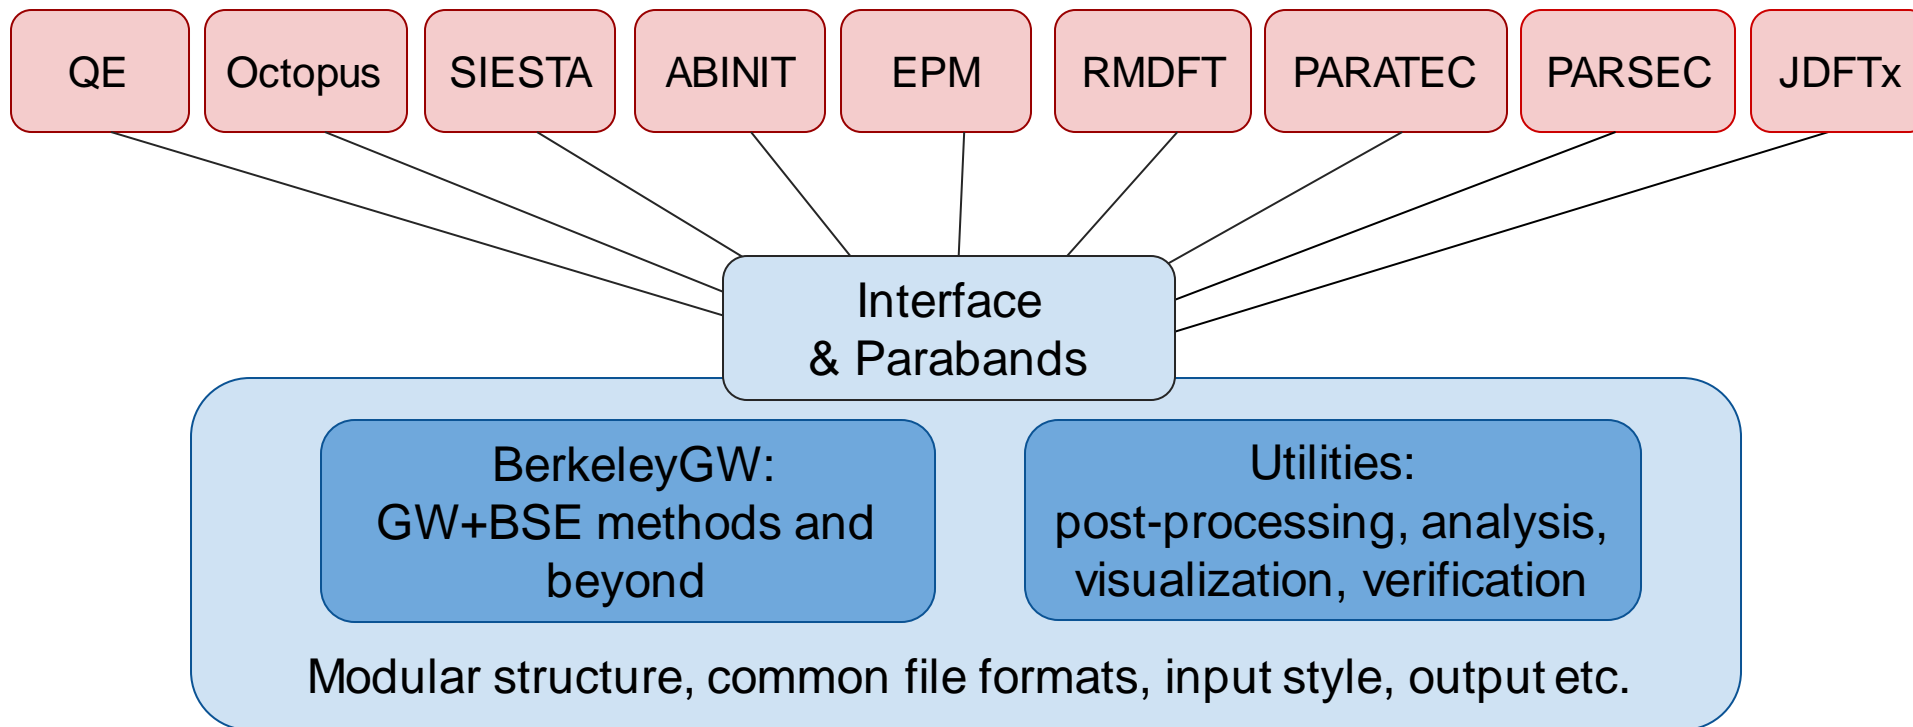 QE
Octopus
SIESTA
ABINIT
EPM
RMDFT
PARATEC
PARSEC
JDFTx
Interface
& Parabands
BerkeleyGW:
GW+BSE methods and
beyond
Utilities:
post-processing, analysis,
visualization, verification
Modular structure, common file formats, input style, output etc.